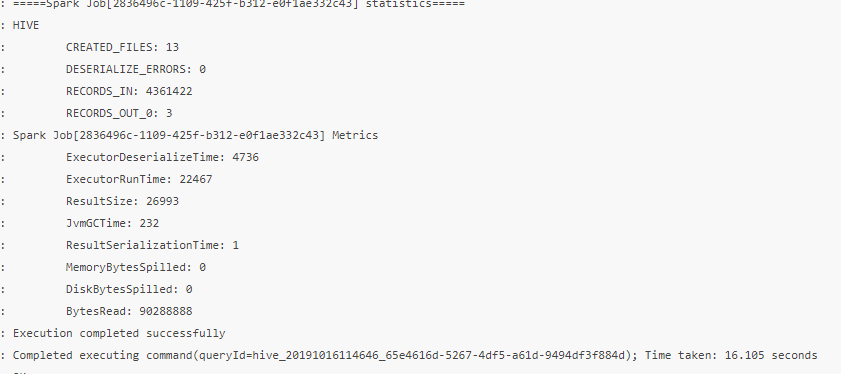 : =====Spark Job[2836496c-1109-425f-b312-e0f1ae332c43] statistics=====
: HIVE
: CREATED_FILES: 13
: DESERIALIZE_ERRORS: 0
: RECORDS_IN: 4361422
: RECORDS_OUT_0: 3
: Spark Job[2836496c-1109-425f-b312-e0f1ae332c43] Metrics
: ExecutorDeserializeTime: 4736
: ExecutorRunTime: 22467
: ResultSize: 26993
: JvmGCTime: 232
: ResultSerializationTime: 1
: MemoryBytesSpilled: 0
: DiskBytesSpilled: 0
: BytesRead: 90288888
: Execution completed successfully
: Completed executing command(queryId=hive_20191016114646_65e4616d-5267-4df5-a61d-9494df3f884d); Time taken: 16.105 seconds